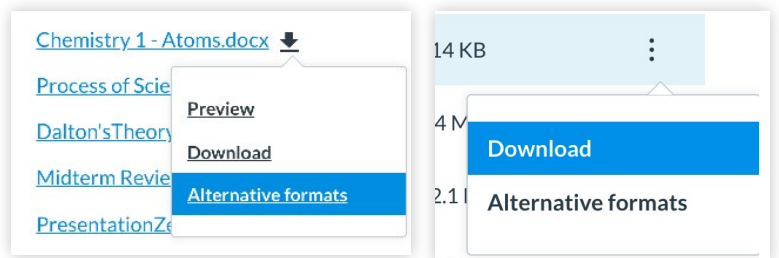 Chemistry 1 - Atoms.docx
Process of Scie
Preview
Dalton'sTheory
Download
Midterm Revie
Alternative formats
PresentationZe
14 KB
4 M
Download
2.1
Alternative formats